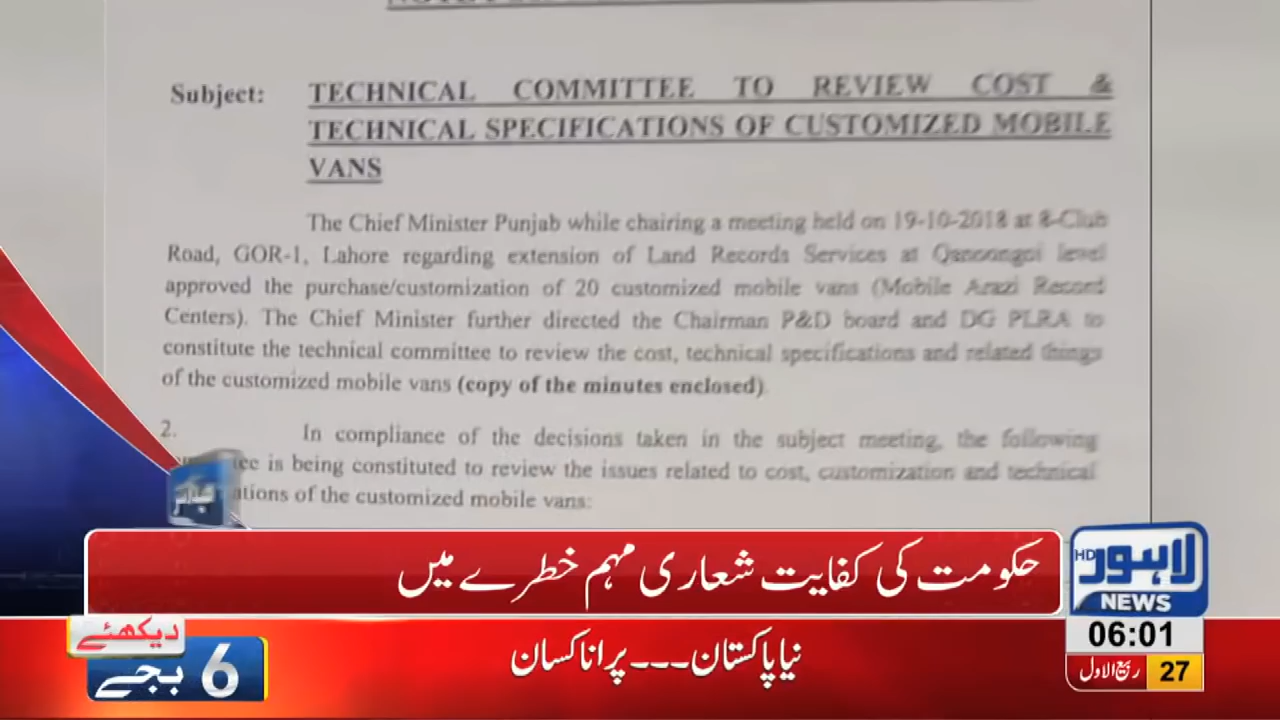 Subject: TECHNICAL COMMITTEE TO REVIEW COST &
TECHNICAL SPECIFICATIONS OF CUSTOMIZED MOBILE
VANS
The Chief Minister Punjab while chairing a meeting held on 19-10-2018 at 8-Club
Road, GOR-1, Lahore regarding extension of Land Records Services at Qanoongoi level
approved the purchase/customization of 20 customized mobile vans (Mobile Arazi Record
Centers). The Chief Minister further directed the Chairman P&D board and DG PLRA to
constitute the technical committee to review the cost, technical specifications and related things
of the customized mobile vans (copy of the minutes enclosed)
2. In compliance of the decisions taken in the subject meeting, the following
is being constituted to review the issues related to cost, customization and technical
of the customized mobile vans:
حکومت کی کفایت شعاری مہم خطرے میں
لاہور HD
NEWS
06:01
27 ربیع الاول
نیا پاکستان۔۔۔پرانا کسان
دیکھئے
6 بجے